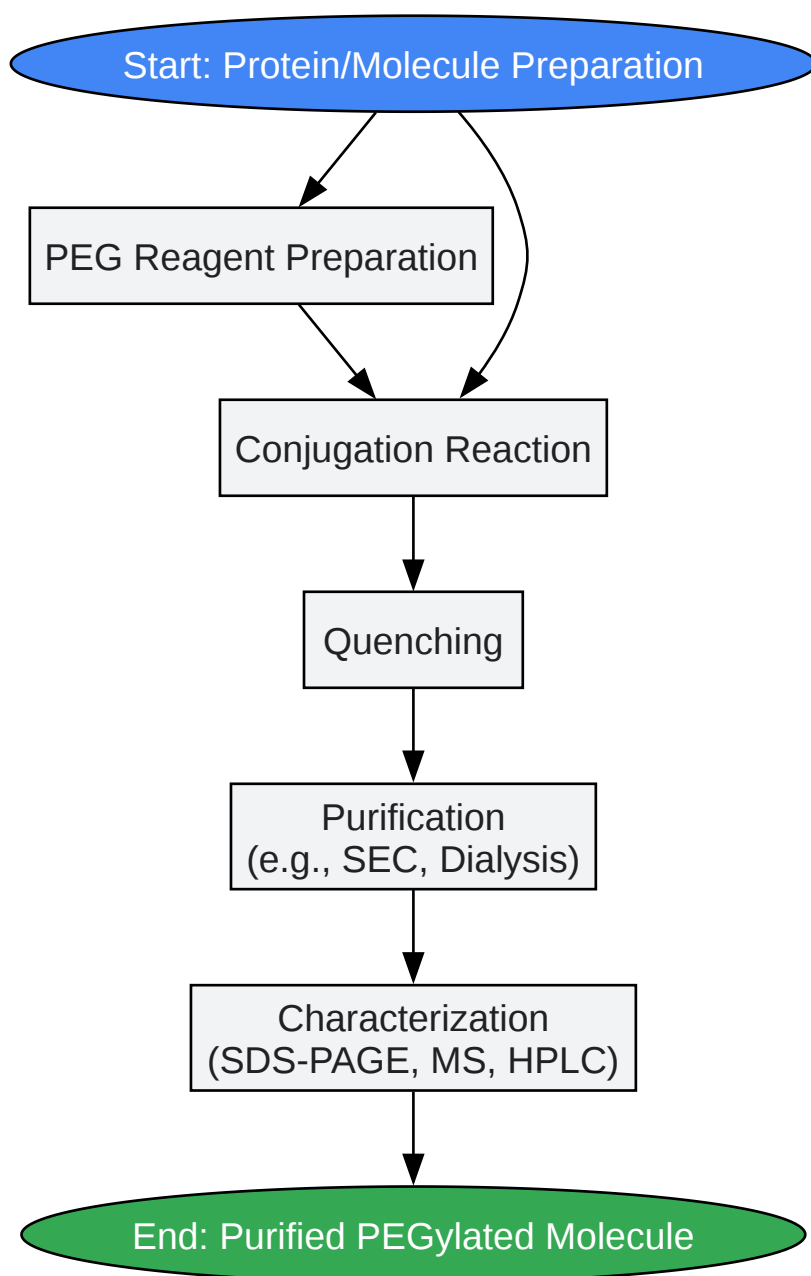 Start: Protein/Molecule Preparation
PEG Reagent Preparation
Conjugation Reaction
Quenching
Purification
(e.g., SEC, Dialysis)
Characterization
(SDS-PAGE, MS, HPLC)
End: Purified PEGylated Molecule